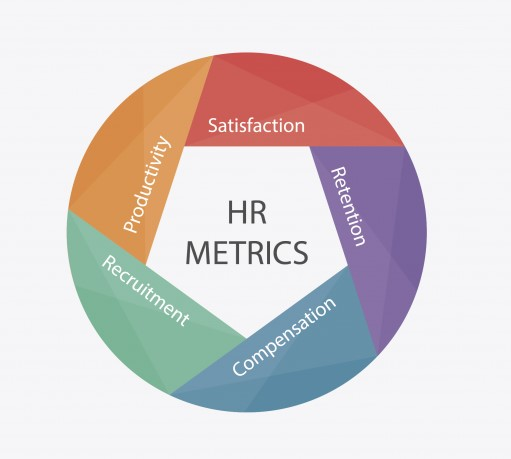 Satisfaction
Retention
Compensation
Recruitment
Productivity
HR
METRICS